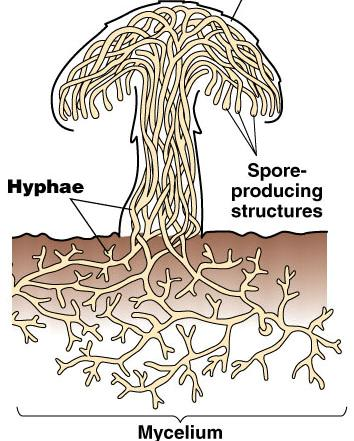 Hyphae
Spore-
producing
structures
Mycelium